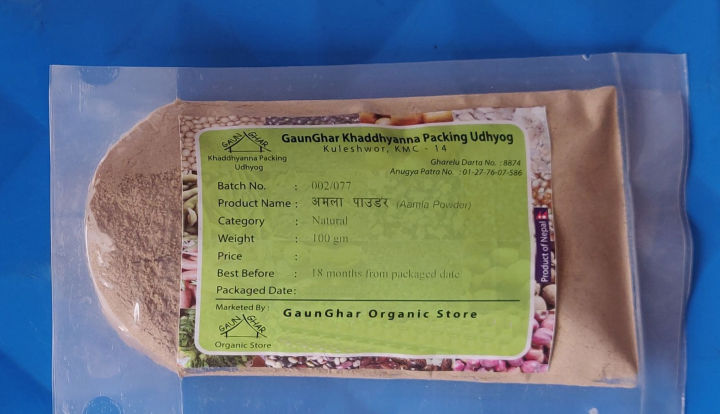 GAUN GHAR
Khaddhyanna Packing
Udhyog
GaunGhar Khaddhyanna Packing Udhyog
Kuleshwor, KMC - 14
Gharelu Darta No. : 8874
Anugya Patra No. : 01-27-76-07-586
Batch No. : 002/077
Product Name : अमला पाउडर (Aamla Powder)
Category : Natural
Weight : 100 gm
Price :
Best Before : 18 months from packaged date
Packaged Date :
Marketed By :
GAUN GHAR
Organic Store
GaunGhar Organic Store
Product of Nepal